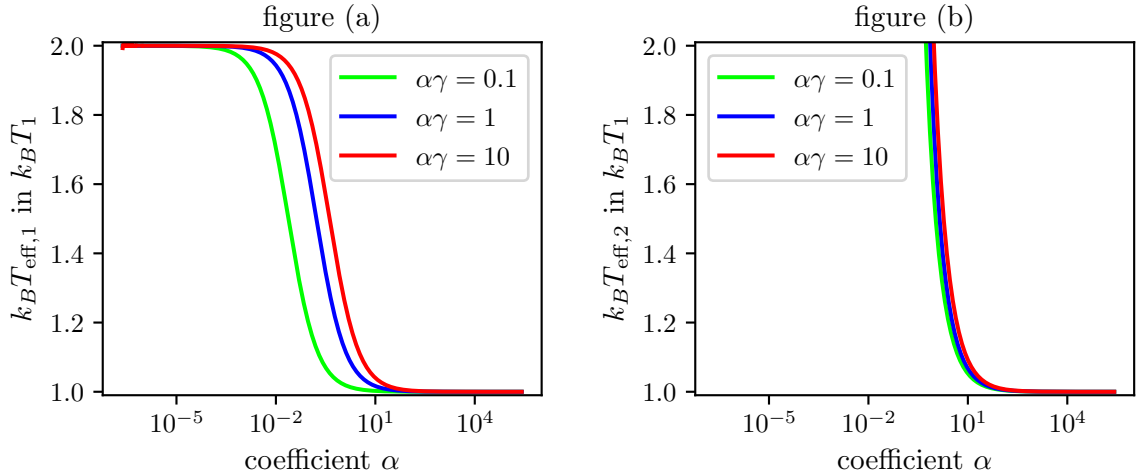 figure (a)
k_B T_eff,1 in k_B T_1
2.0
1.8
1.6
1.4
1.2
1.0
αγ = 0.1
αγ = 1
αγ = 10
10^-5
10^-2
10^1
10^4
coefficient α
figure (b)
k_B T_eff,2 in k_B T_1
2.0
1.8
1.6
1.4
1.2
1.0
αγ = 0.1
αγ = 1
αγ = 10
10^-5
10^-2
10^1
10^4
coefficient α